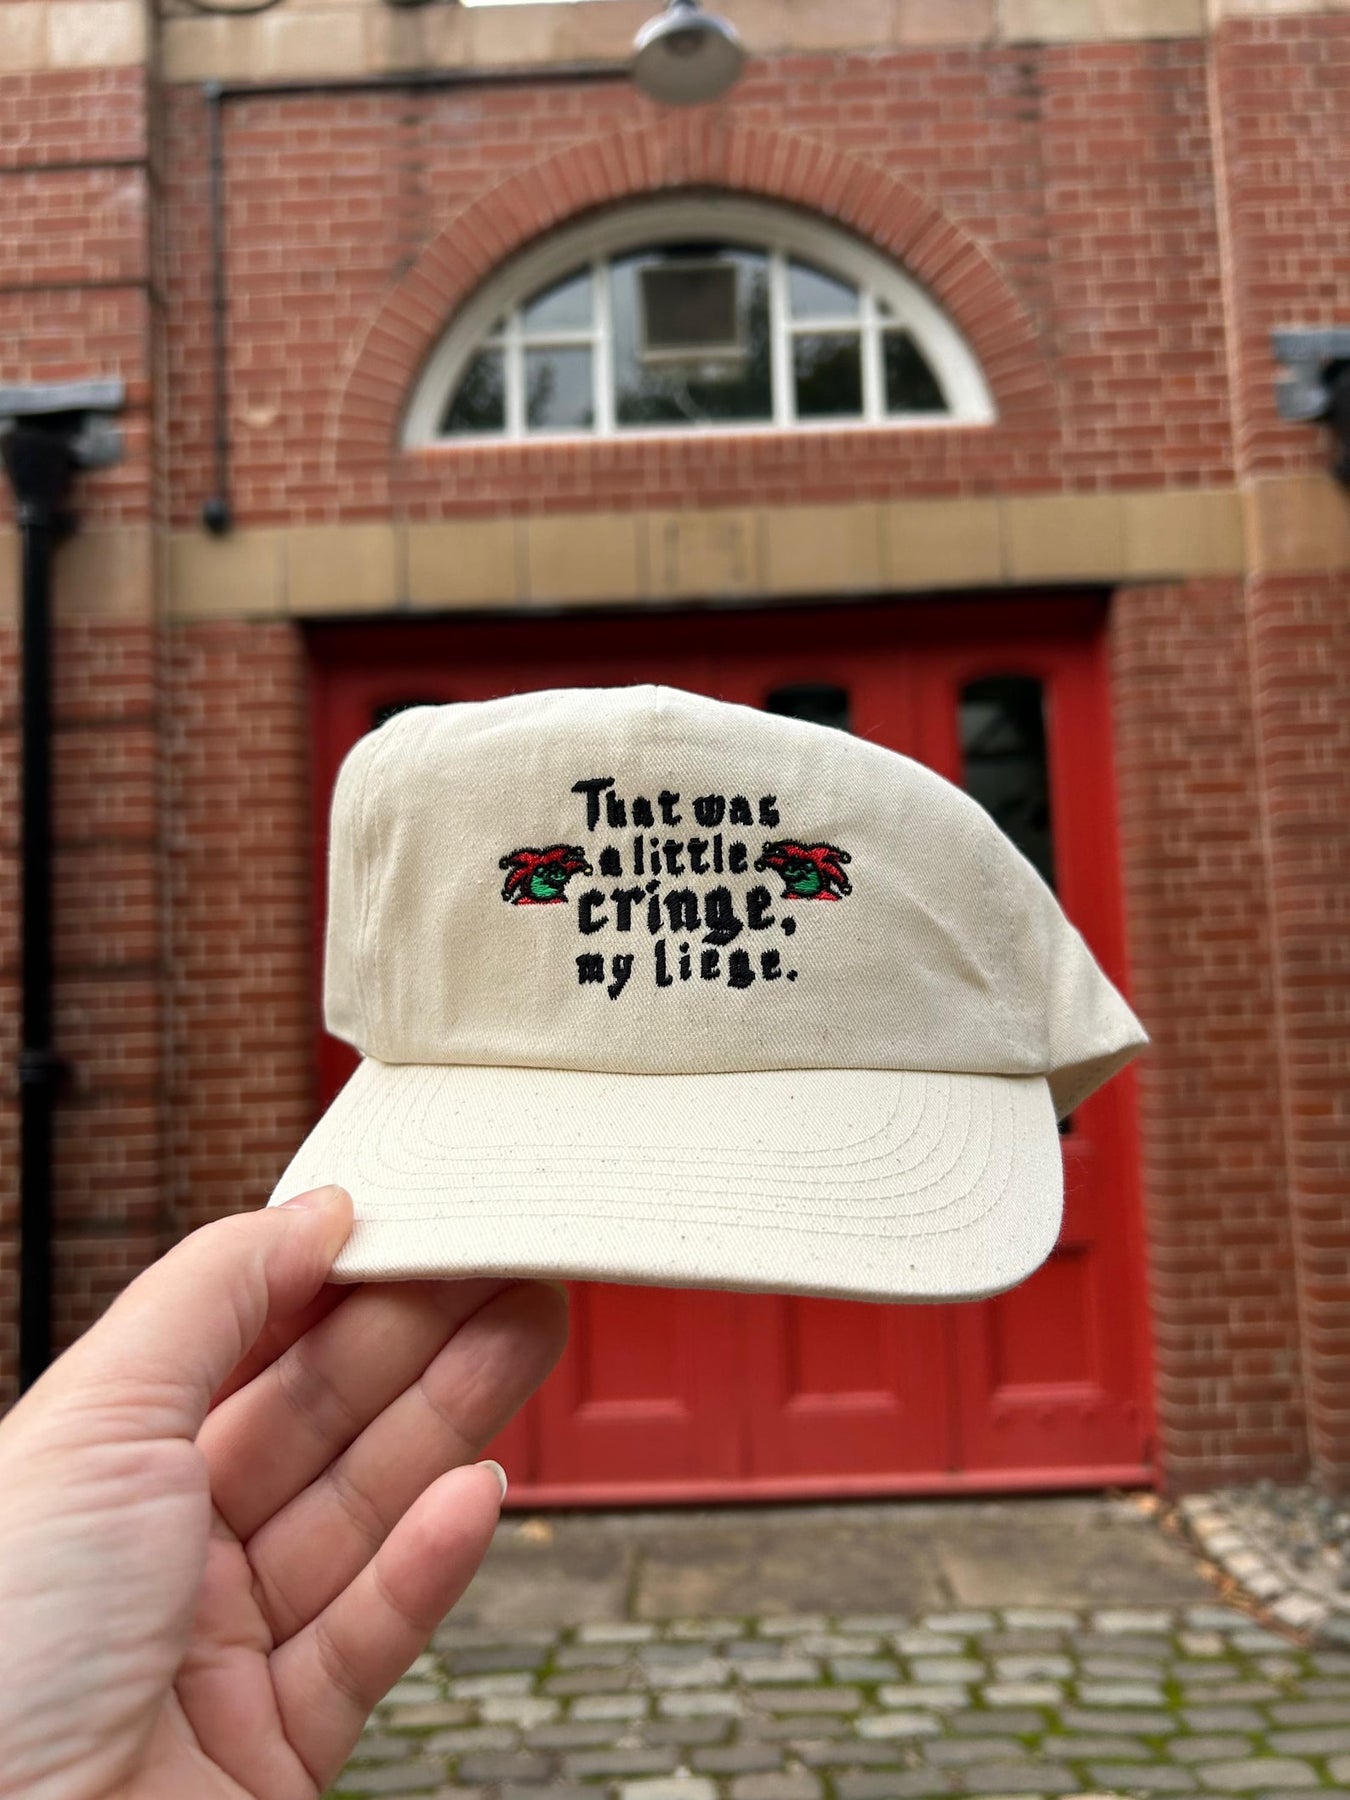 That was
a little
cringe,
my liege.